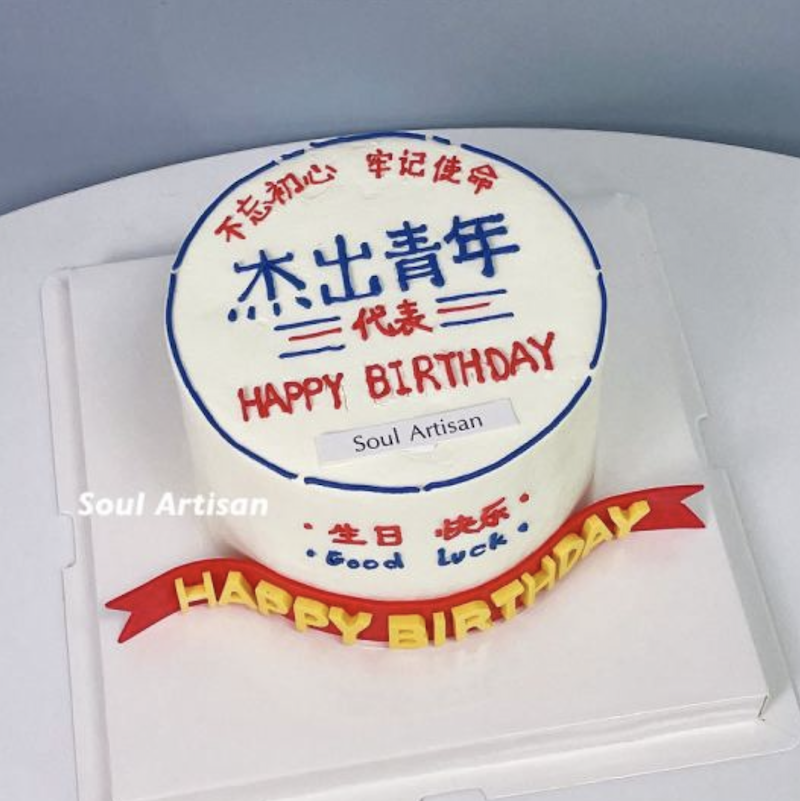 不忘初心 牢记使命
杰出青年
代表
HAPPY BIRTHDAY
Soul Artisan
Soul Artisan
·生日 快乐·
·Good Luck·
HAPPY BIRTHDAY